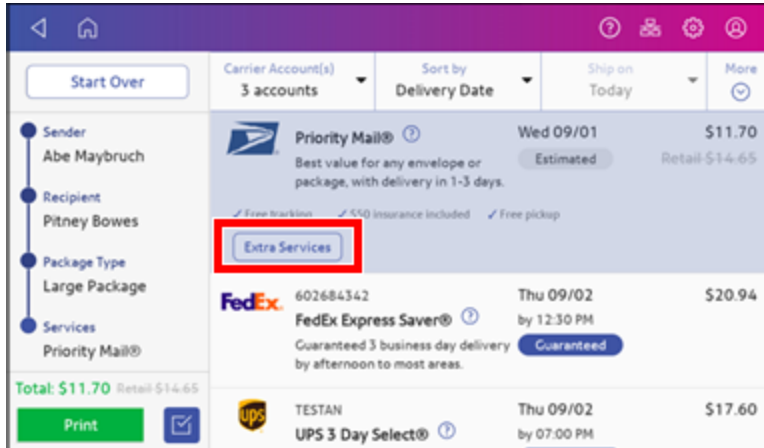 Start Over
Carrier Account(s)
3 accounts
Sort by
Delivery Date
Ship on
Today
More
Sender
Abe Maybruch
Recipient
Pitney Bowes
Package Type
Large Package
Services
Priority Mail®
Total: $11.70 Retail $14.65
Print
Priority Mail® ?
Wed 09/01
$11.70
Best value for any envelope or
package, with delivery in 1-3 days.
Estimated
Retail $14.65
✓ Free tracking ✓ $50 insurance included ✓ Free pickup
Extra Services
FedEx
602684342
Thu 09/02
$20.94
FedEx Express Saver® ?
by 12:30 PM
Guaranteed 3 business day delivery
by afternoon to most areas.
Guaranteed
ups
TESTAN
Thu 09/02
$17.60
UPS 3 Day Select® ?
by 07:00 PM